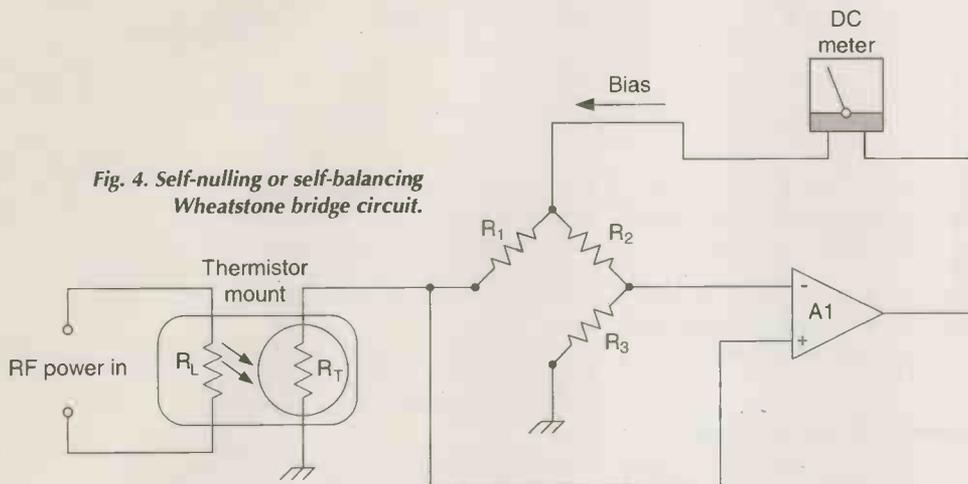 DC
meter
Bias
Fig. 4. Self-nulling or self-balancing
Wheatstone bridge circuit.
R1
R2
Thermistor
mount
-
A1
+
R3
RF power in
RL
RT